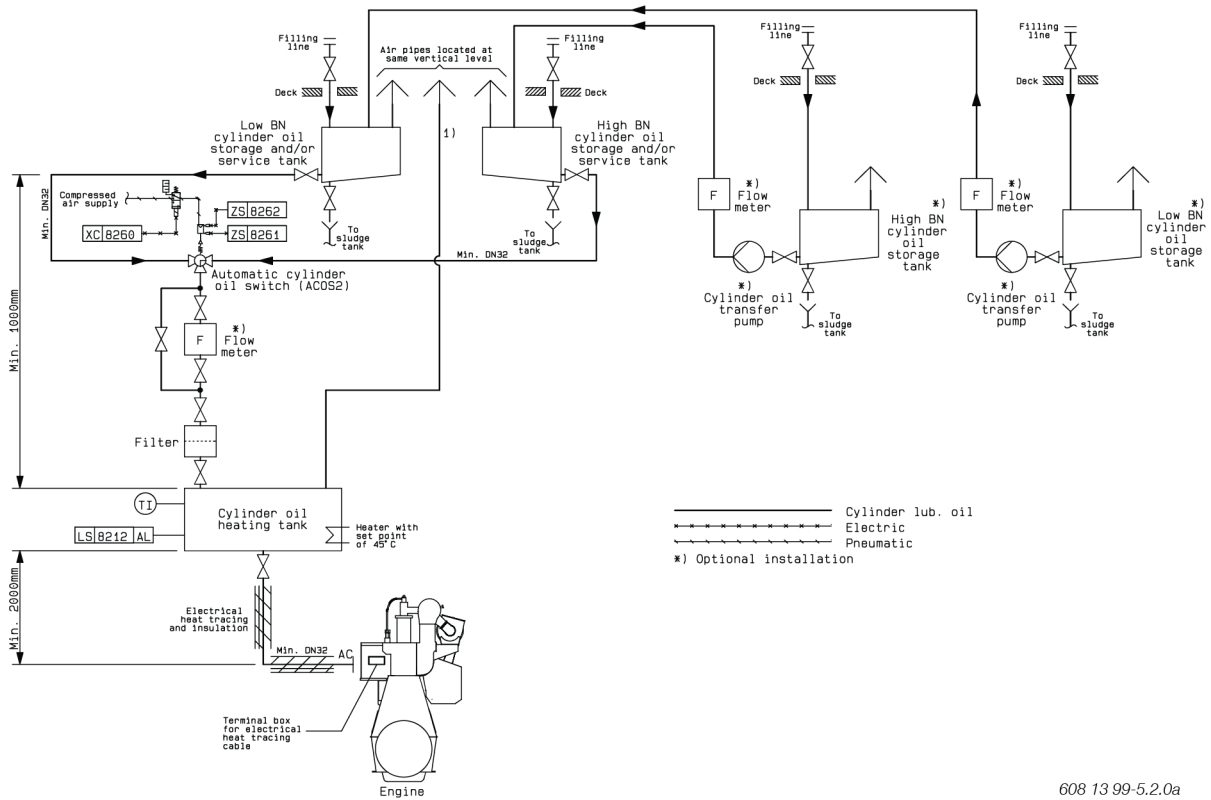 Filling
line
Air pipes located at
same vertical level
Filling
line
Filling
line
Filling
line
Deck
Deck
Deck
Deck
Low BN
cylinder oil
storage and/or
service tank
1)
High BN
cylinder oil
storage and/or
service tank
Compressed
air supply
Min. DN32
ZS 8262
XC 8260
ZS 8261
To
sludge
tank
To
sludge
tank
Min. DN32
Automatic cylinder
oil switch (ACOS2)
F
*)
Flow
meter
*)
High BN
cylinder
oil
storage
tank
F
*)
Flow
meter
*)
Low BN
cylinder
oil
storage
tank
*)
Cylinder oil
transfer
pump
To
sludge
tank
*)
Cylinder oil
transfer
pump
To
sludge
tank
Min. 1000mm
F
*)
Flow
meter
Filter
TI
Cylinder oil
heating tank
LS 8212 AL
Heater with
set point
of 45°C
Cylinder lub. oil
Electric
Pneumatic
*) Optional installation
Min. 2000mm
Electrical
heat tracing
and insulation
Min. DN32
AC
Terminal box
for electrical
heat tracing
cable
Engine
608 13 99-5.2.0a